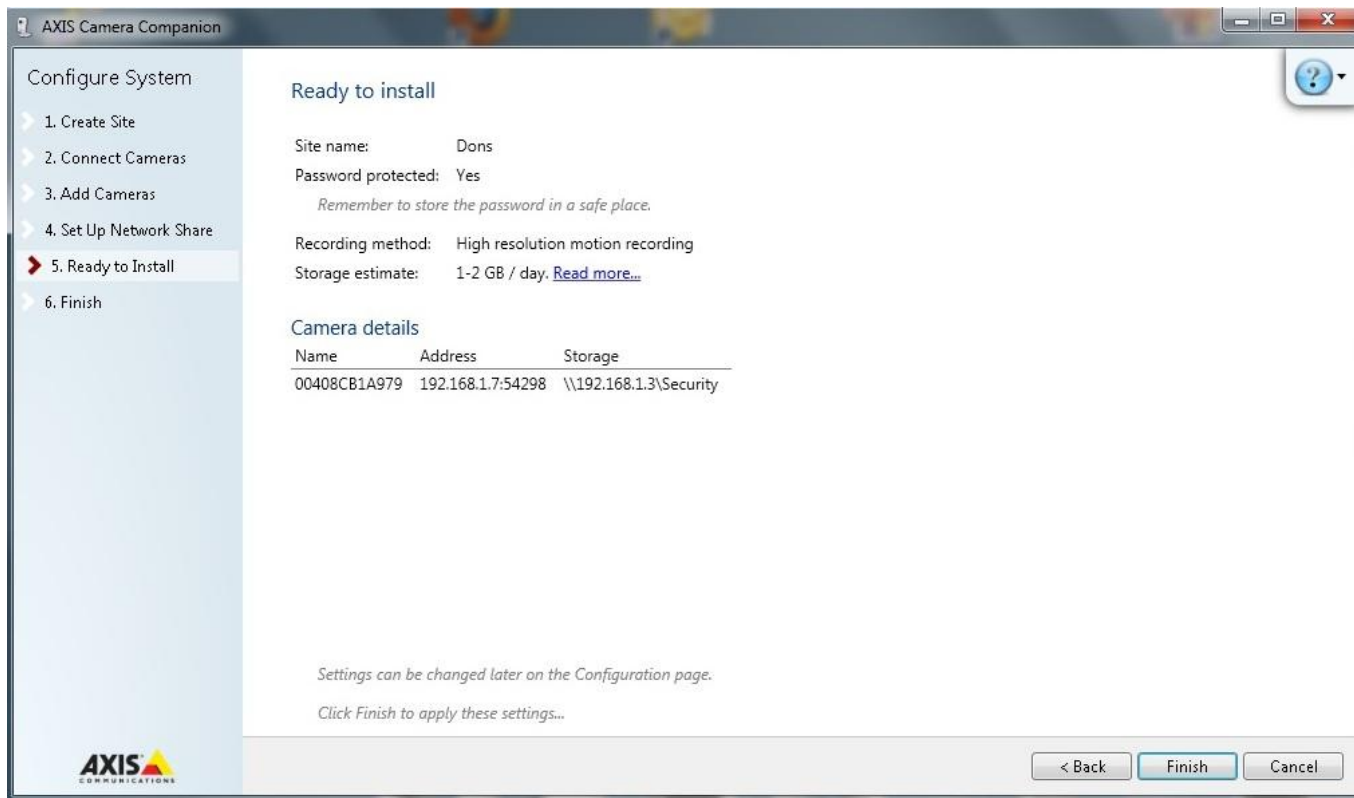 AXIS Camera Companion
Configure System
1. Create Site
2. Connect Cameras
3. Add Cameras
4. Set Up Network Share
5. Ready to Install
6. Finish
Ready to install
Site name: Dons
Password protected: Yes
Remember to store the password in a safe place.
Recording method: High resolution motion recording
Storage estimate: 1-2 GB / day. Read more...
Camera details
Name Address Storage
00408CB1A979 192.168.1.7:54298 \\192.168.1.3\Security
Settings can be changed later on the Configuration page.
Click Finish to apply these settings...
AXIS
COMMUNICATIONS
< Back Finish Cancel